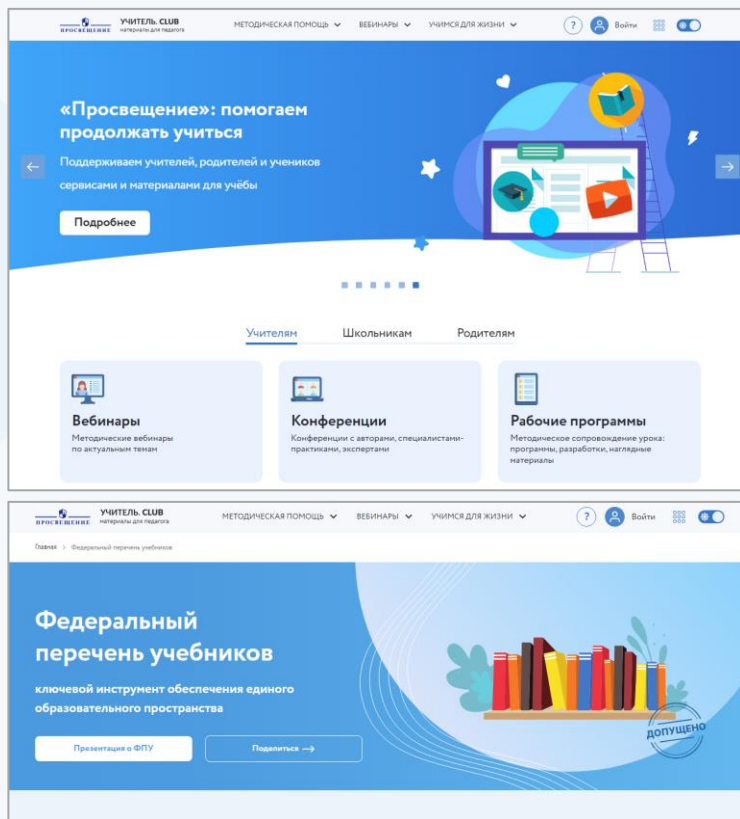 ПРОСВЕЩЕНИЕ
УЧИТЕЛЬ. CLUB
материалы для педагога
МЕТОДИЧЕСКАЯ ПОМОЩЬ
ВЕБИНАРЫ
УЧИМСЯ ДЛЯ ЖИЗНИ
?
Войти
«Просвещение»: помогаем
продолжать учиться
Поддерживаем учителей, родителей и учеников
сервисами и материалами для учёбы
Подробнее
Учителям
Школьникам
Родителям
Вебинары
Методические вебинары
по актуальным темам
Конференции
Конференции с авторами, специалистами-
практиками, экспертами
Рабочие программы
Методическое сопровождение урока:
программы, разработки, наглядные
материалы
ПРОСВЕЩЕНИЕ
УЧИТЕЛЬ. CLUB
материалы для педагога
МЕТОДИЧЕСКАЯ ПОМОЩЬ
ВЕБИНАРЫ
УЧИМСЯ ДЛЯ ЖИЗНИ
?
Войти
Главная > Федеральный перечень учебников
Федеральный
перечень учебников
ключевой инструмент обеспечения единого
образовательного пространства
Презентация о ФПУ
Поделиться →
ДОПУЩЕНО